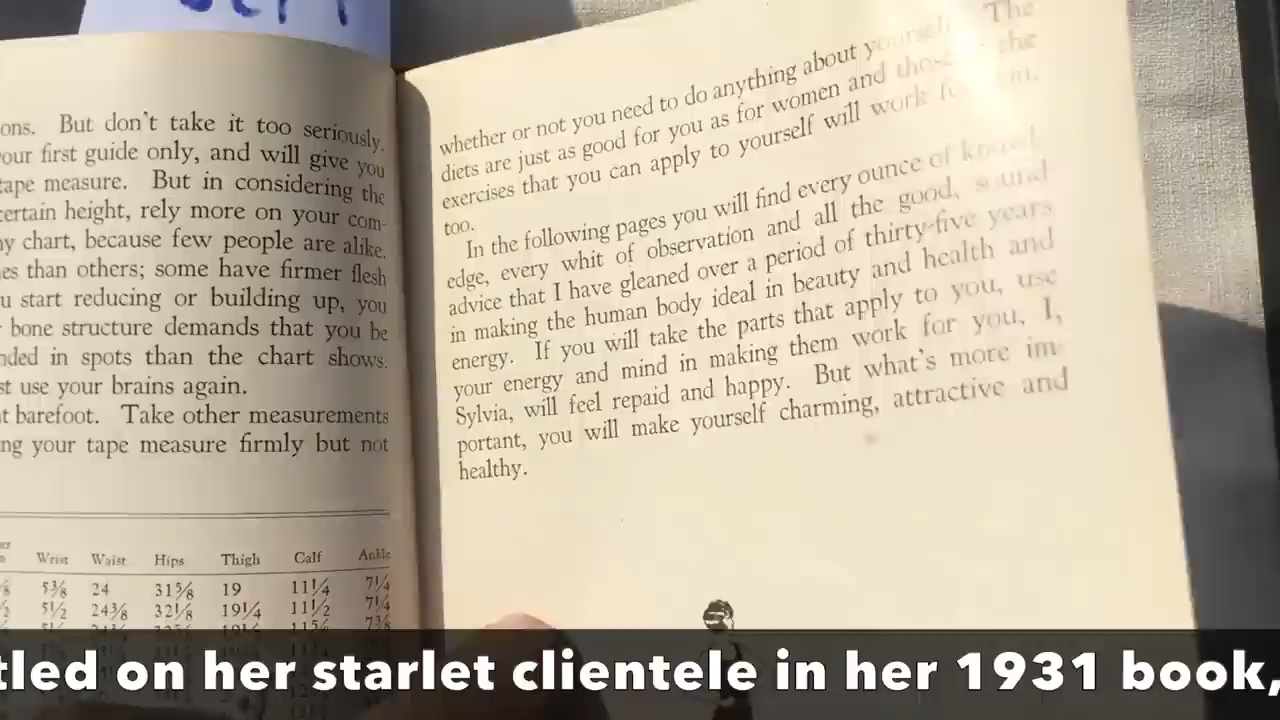 ons. But don't take it too seriously.
our first guide only, and will give you
tape measure. But in considering the
certain height, rely more on your com-
y chart, because few people are alike.
es than others; some have firmer flesh
u start reducing or building up, you
bone structure demands that you be
nded in spots than the chart shows.
st use your brains again.
t barefoot. Take other measurements
ng your tape measure firmly but not
Wrist Waist Hips Thigh Calf Ankle
5⅜ 24 31⅝ 19 11¼ 7¼
5½ 24⅜ 32⅛ 19¼ 11½ 7¼
whether or not you need to do anything about yourself. The
diets are just as good for you as for women and those the
exercises that you can apply to yourself will work
too.
In the following pages you will find every ounce of knowl-
edge, every whit of observation and all the good, sound
advice that I have gleaned over a period of thirty-five years
in making the human body ideal in beauty and health and
energy. If you will take the parts that apply to you, use
your energy and mind in making them work for you, I,
Sylvia, will feel repaid and happy. But what's more im-
portant, you will make yourself charming, attractive and
healthy.
tled on her starlet clientele in her 1931 book,